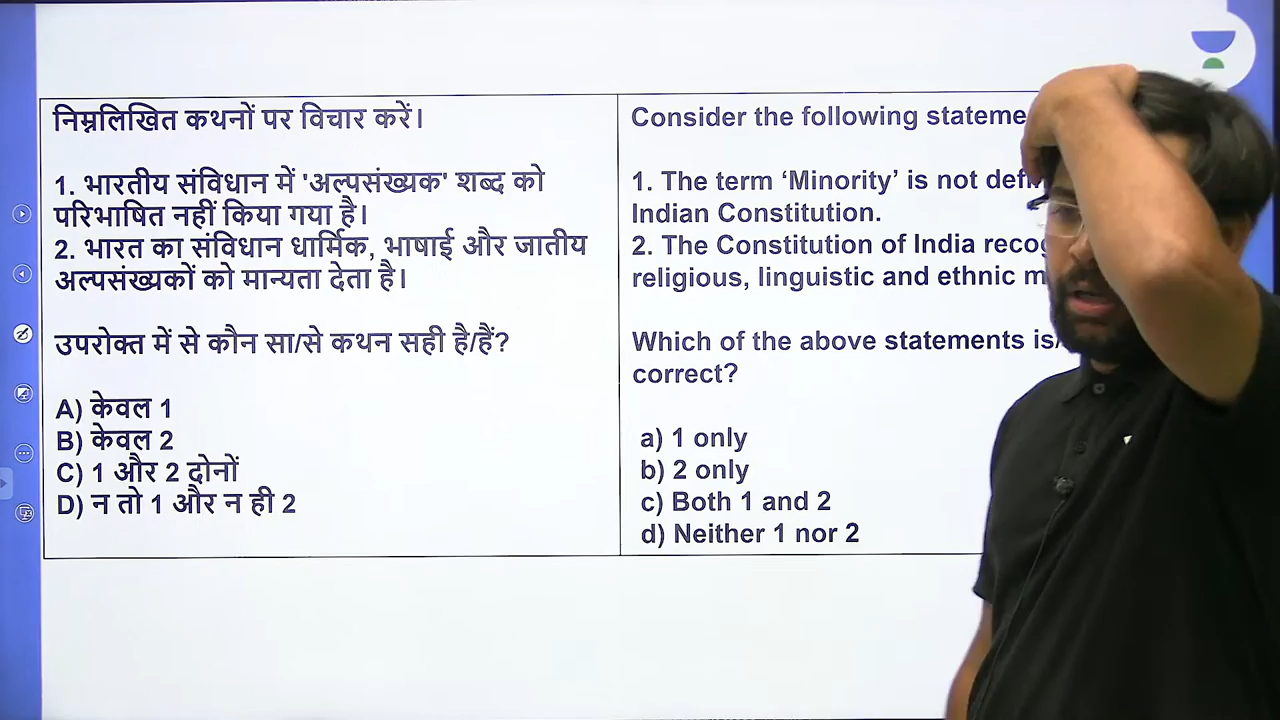 निम्नलिखित कथनों पर विचार करें।
1. भारतीय संविधान में 'अल्पसंख्यक' शब्द को
परिभाषित नहीं किया गया है।
2. भारत का संविधान धार्मिक, भाषाई और जातीय
अल्पसंख्यकों को मान्यता देता है।
उपरोक्त में से कौन सा/से कथन सही है/हैं?
A) केवल 1
B) केवल 2
C) 1 और 2 दोनों
D) न तो 1 और न ही 2
Consider the following
1. The term ‘Minority’ is not
Indian Constitution.
2. The Constitution of India
religious, linguistic and ethnic
Which of the above statements is/
correct?
a) 1 only
b) 2 only
c) Both 1 and 2
d) Neither 1 nor 2